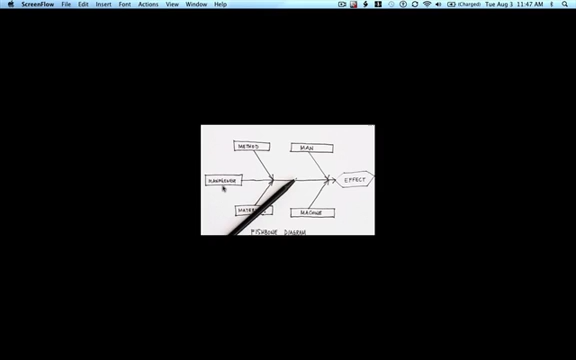 ScreenFlow File Edit Insert Font Actions View Window Help (Charged) Tue Aug 3 11:47 AM
METHOD MAN
EFFECT
MACHINE
FISHBONE DIAGRAM